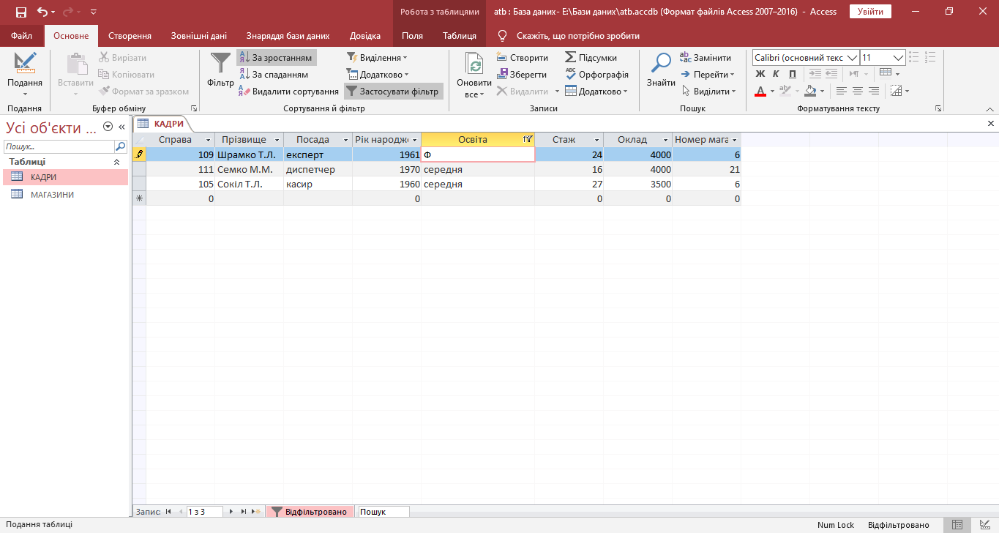 Робота з таблицями
atb : База даних- E:\Бази даних\atb.accdb (Формат файлів Access 2007–2016) - Access
Увійти
Файл Основне Створення Зовнішні дані Знаряддя бази даних Довідка Поля Таблиця Скажіть, що потрібно зробити
Подання
Вставити
Вирізати
Копіювати
Формат за зразком
Фільтр
За зростанням
За спаданням
Видалити сортування
Виділення
Додатково
Застосувати фільтр
Оновити
все
Створити
Зберегти
Видалити
Підсумки
Орфографія
Додатково
Знайти
Замінити
Перейти
Виділити
Calibri (основний текс 11
Ж К П
Подання Буфер обміну Сортування й фільтр Записи Пошук Форматування тексту
Усі об'єкти ...
Пошук...
Таблиці
КАДРИ
МАГАЗИНИ
КАДРИ
Справа Прізвище Посада Рік народже Освіта Стаж Оклад Номер мага
109 Шрамко Т.Л. експерт 1961 Ф 24 4000 6
111 Семко М.М. диспетчер 1970 середня 16 4000 21
105 Сокіл Т.Л. касир 1960 середня 27 3500 6
0 0 0 0 0
Запис: 1 з 3 Відфільтровано Пошук
Подання таблиці Num Lock Відфільтровано